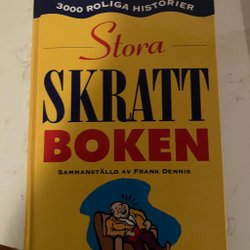 3000 ROLIGA HISTORIER
Stora
SKRATT
BOKEN
SAMMANSTÄLLD AV FRANK DENNIS